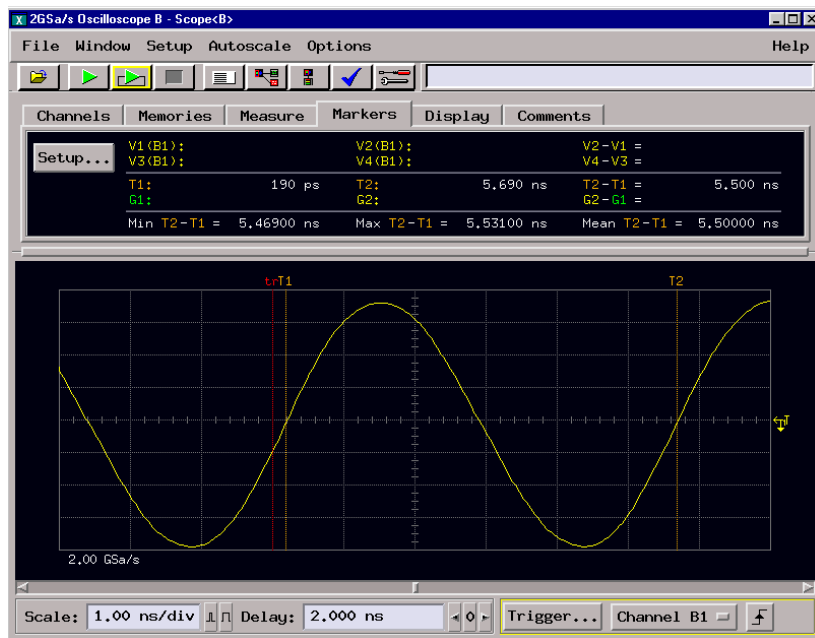 2GSa/s Oscilloscope B - Scope<B>
File Window Setup Autoscale Options Help
Channels Memories Measure Markers Display Comments
Setup...
V1(B1): V2(B1): V2-V1 =
V3(B1): V4(B1): V4-V3 =
T1: 190 ps T2: 5.690 ns T2-T1 = 5.500 ns
G1: G2: G2-G1 =
Min T2-T1 = 5.46900 ns Max T2-T1 = 5.53100 ns Mean T2-T1 = 5.50000 ns
trT1 T2
T
2.00 GSa/s
Scale: 1.00 ns/div Delay: 2.000 ns 0 Trigger... Channel B1